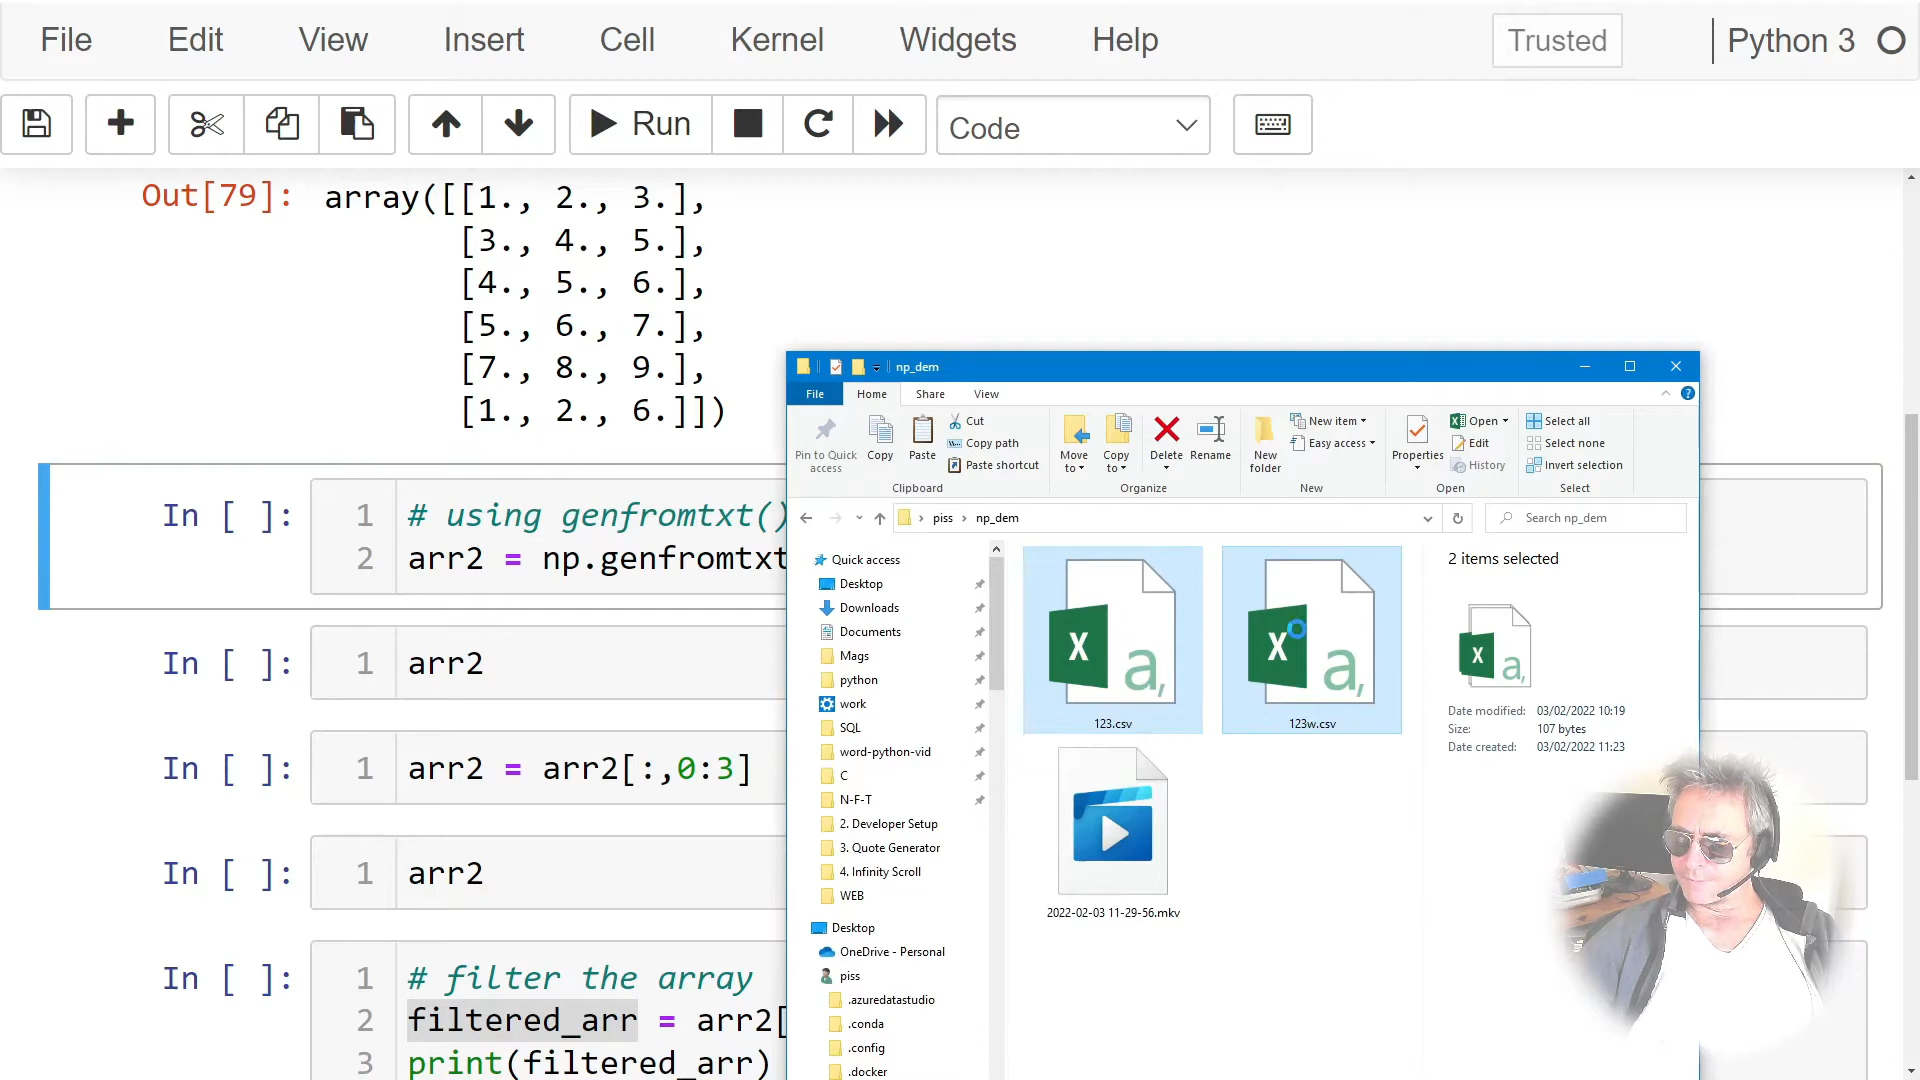 File Edit View Insert Cell Kernel Widgets Help Trusted Python 3
Run Code
Out[79]: array([[1., 2., 3.],
[3., 4., 5.],
[4., 5., 6.],
[5., 6., 7.],
[7., 8., 9.],
[1., 2., 6.]])
In [ ]: 1 # using genfromtxt()
2 arr2 = np.genfromtxt
In [ ]: 1 arr2
In [ ]: 1 arr2 = arr2[:,0:3]
In [ ]: 1 arr2
In [ ]: 1 # filter the array
2 filtered_arr = arr2[
3 print(filtered_arr)
np_dem
File Home Share View
Pin to Quick access
Copy
Paste
Cut
Copy path
Paste shortcut
Clipboard
Move to
Copy to
Delete
Rename
Organize
New folder
New item
Easy access
New
Properties
Open
Edit
History
Open
Select all
Select none
Invert selection
Select
piss › np_dem
Search np_dem
Quick access
Desktop
Downloads
Documents
Mags
python
work
SQL
word-python-vid
C
N-F-T
2. Developer Setup
3. Quote Generator
4. Infinity Scroll
WEB
Desktop
OneDrive - Personal
piss
.azuredatastudio
.conda
.config
.docker
X a,
123.csv
X a,
123w.csv
2022-02-03 11-29-56.mkv
2 items selected
X a,
Date modified: 03/02/2022 10:19
Size: 107 bytes
Date created: 03/02/2022 11:23